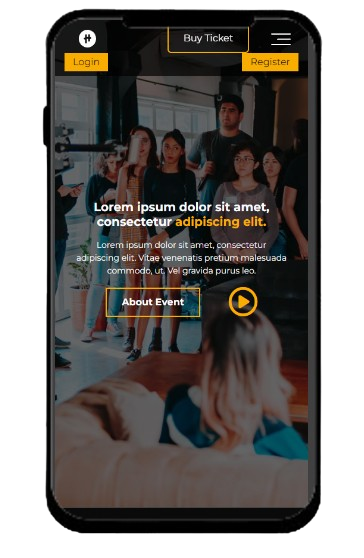 Buy Ticket
Login
Register
Lorem ipsum dolor sit amet,
consectetur adipiscing elit.
Lorem ipsum dolor sit amet, consectetur
adipiscing elit. Vitae venenatis pretium malesuada
commodo, ut. Vel gravida purus leo.
About Event